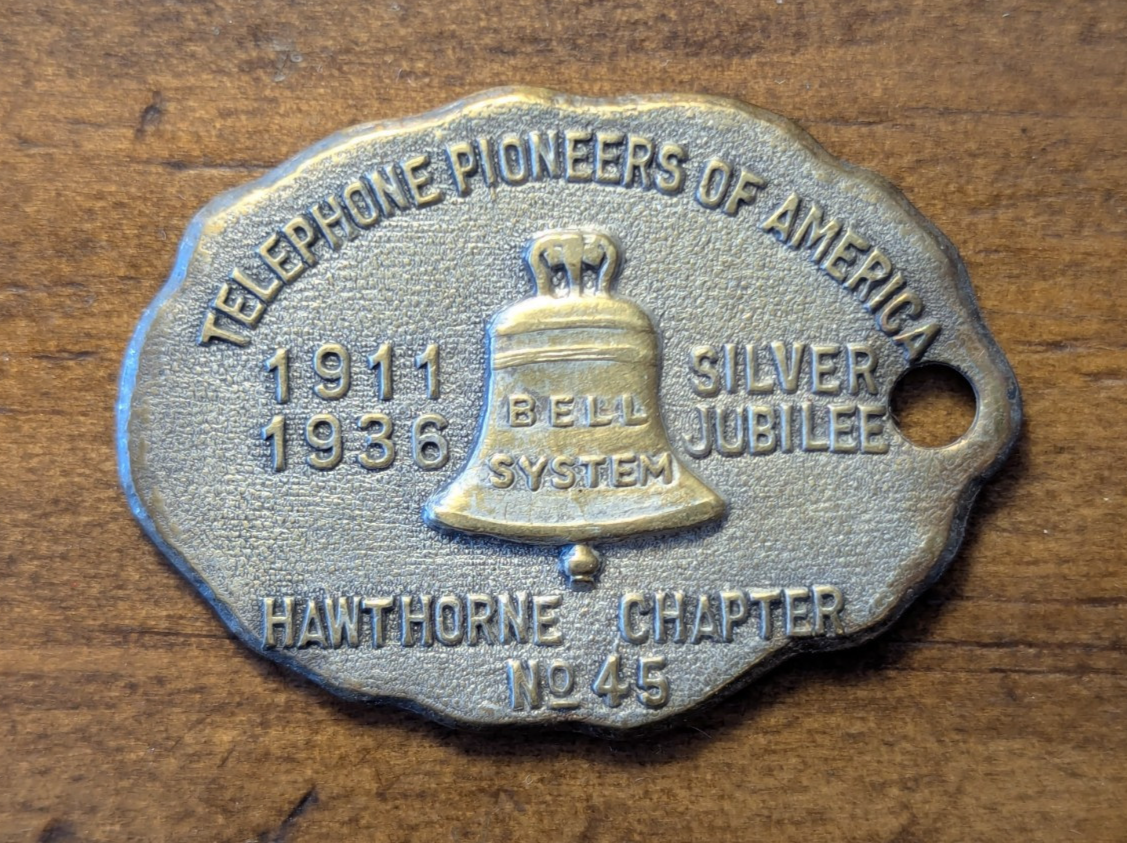 TELEPHONE PIONEERS OF AMERICA
1911
1936
BELL
SYSTEM
SILVER
JUBILEE
HAWTHORNE CHAPTER
No 45